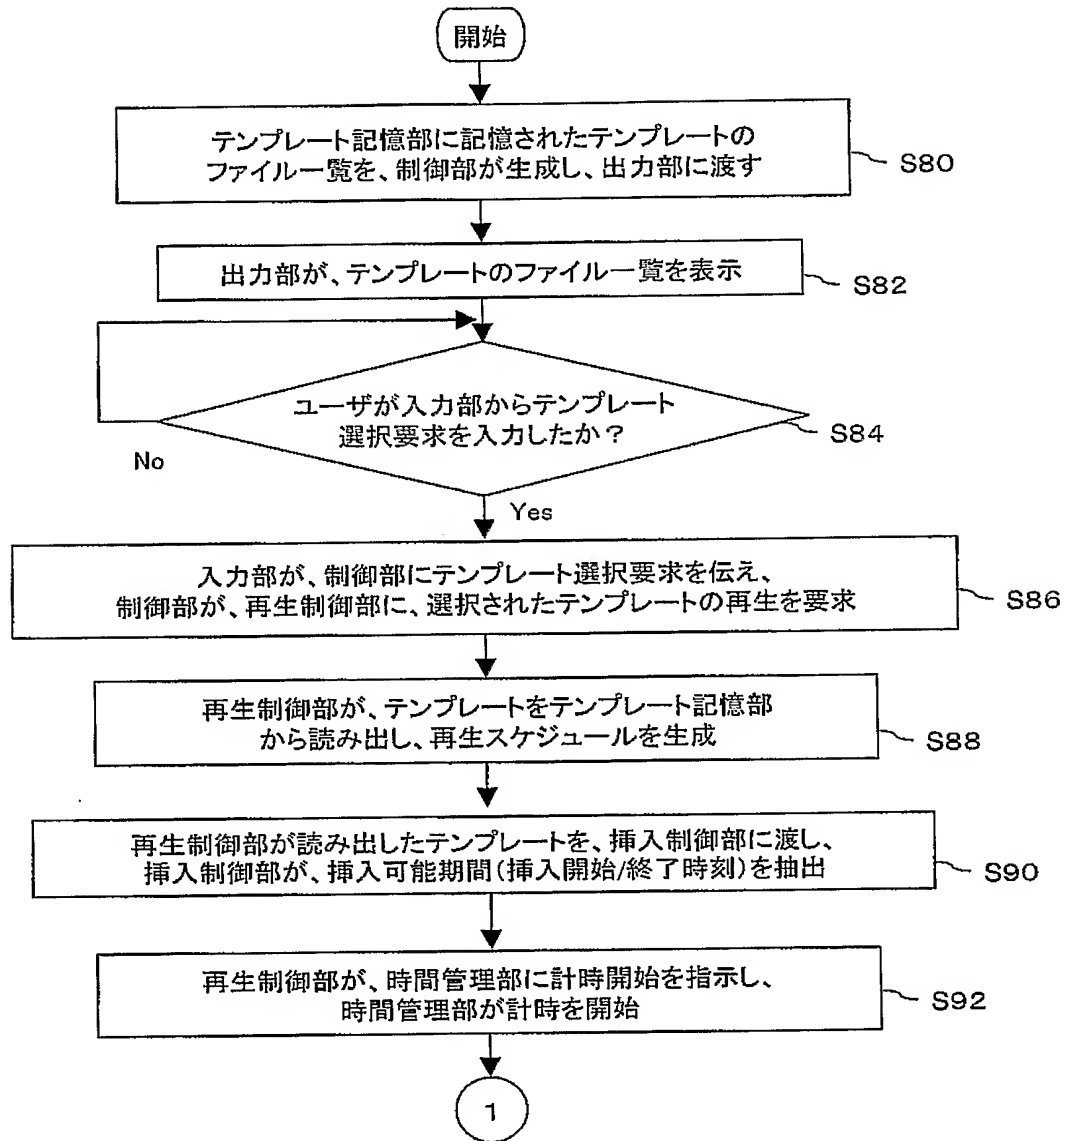 開始
テンプレート記憶部に記憶されたテンプレートの
ファイル一覧を、制御部が生成し、出力部に渡す
S80
出力部が、テンプレートのファイル一覧を表示
S82
ユーザが入力部からテンプレート
選択要求を入力したか？
S84
No
Yes
入力部が、制御部にテンプレート選択要求を伝え、
制御部が、再生制御部に、選択されたテンプレートの再生を要求
S86
再生制御部が、テンプレートをテンプレート記憶部
から読み出し、再生スケジュールを生成
S88
再生制御部が読み出したテンプレートを、挿入制御部に渡し、
挿入制御部が、挿入可能期間(挿入開始/終了時刻)を抽出
S90
再生制御部が、時間管理部に計時開始を指示し、
時間管理部が計時を開始
S92
1